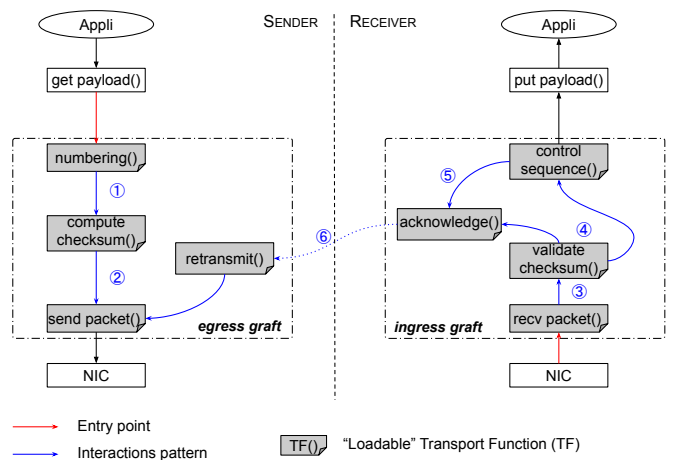 Appli
SENDER
RECEIVER
Appli
get payload()
put payload()
numbering()
control
sequence()
①
⑤
compute
checksum()
acknowledge()
⑥
④
retransmit()
validate
checksum()
②
③
send packet()
egress graft
ingress graft
recv packet()
NIC
NIC
Entry point
Interactions pattern
TF()
“Loadable” Transport Function (TF)